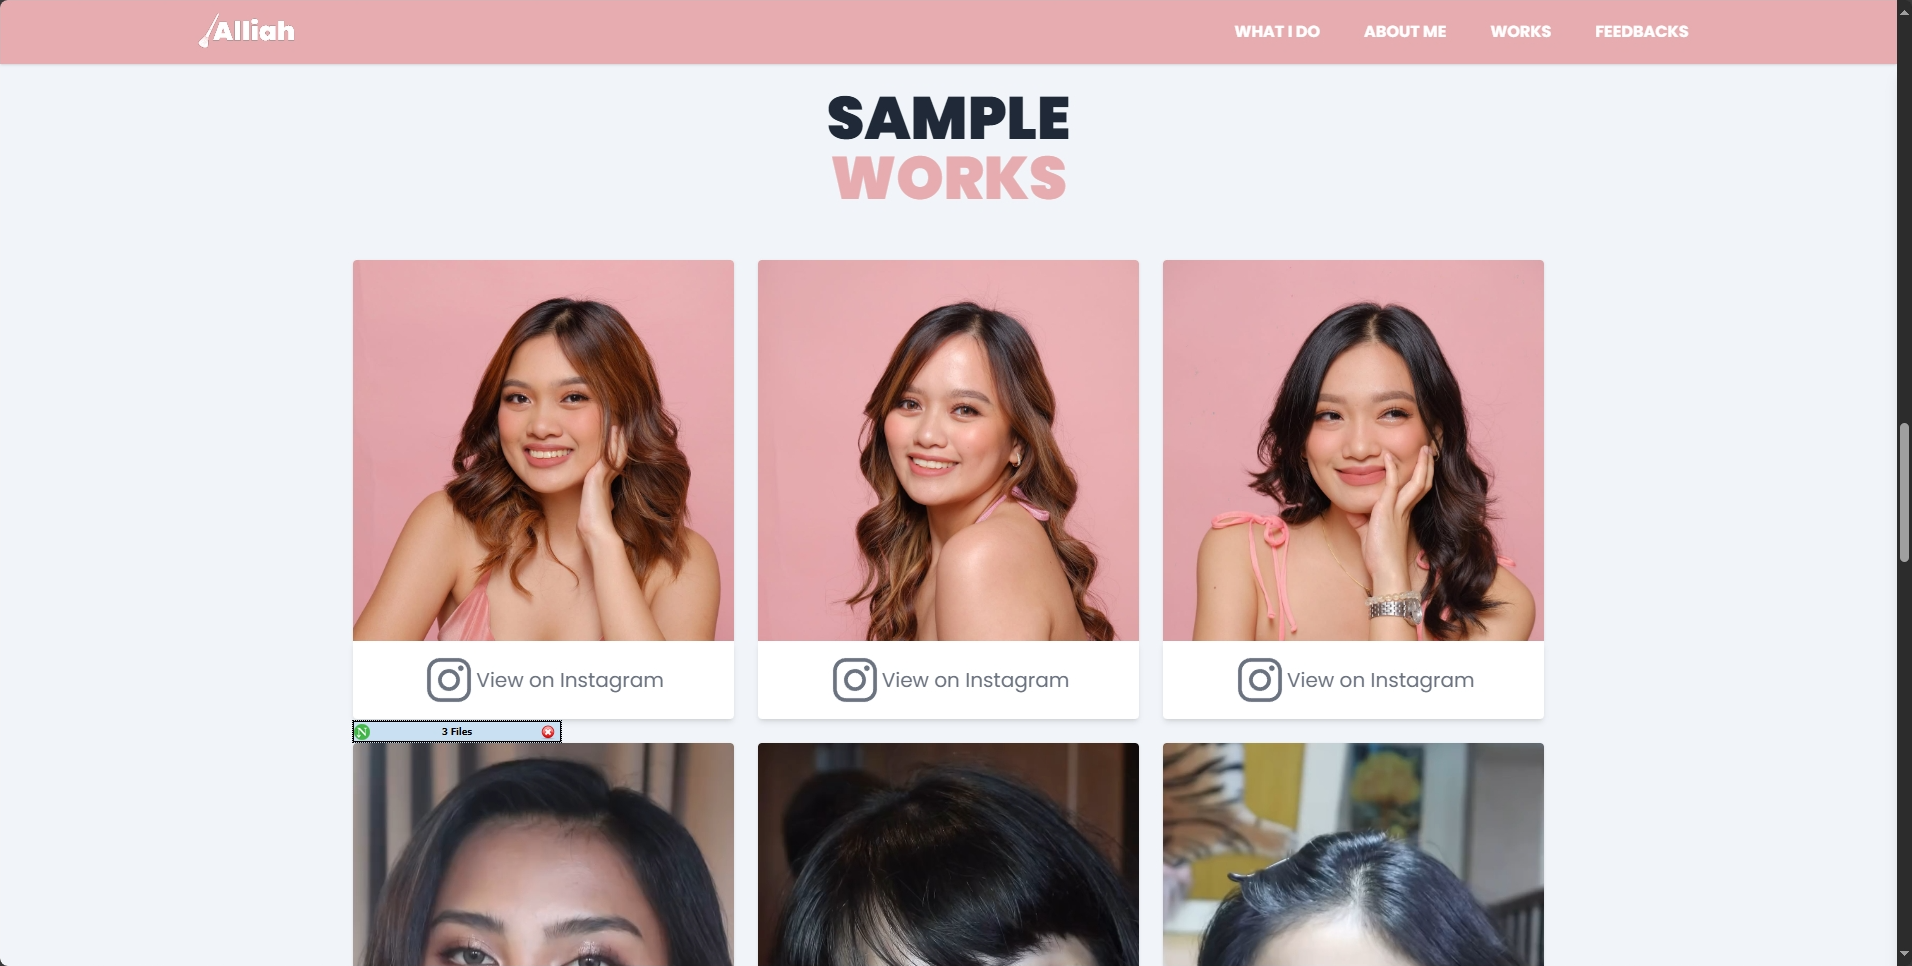 Alliah
WHAT I DO ABOUT ME WORKS FEEDBACKS
SAMPLE
WORKS
View on Instagram View on Instagram View on Instagram
3 Files